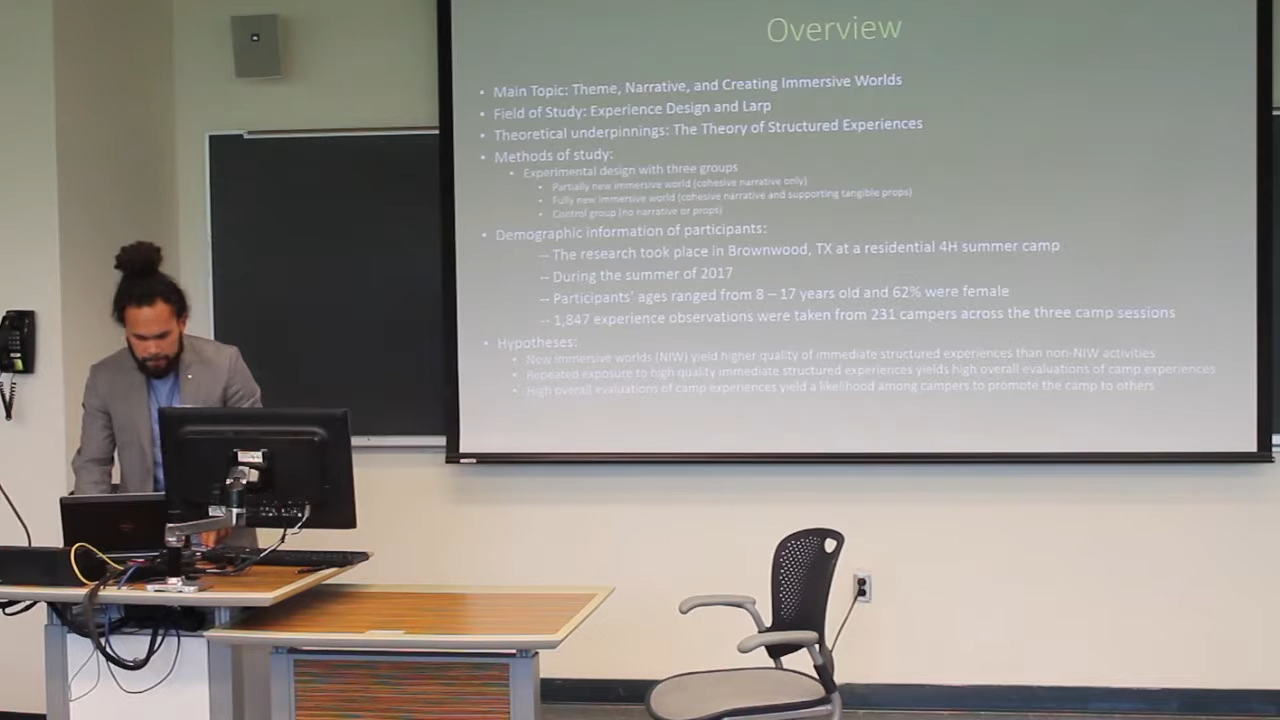 Overview
• Main Topic: Theme, Narrative, and Creating Immersive Worlds
• Field of Study: Experience Design and Larp
• Theoretical underpinnings: The Theory of Structured Experiences
• Methods of study:
• Experimental design with three groups
• Partially new immersive world (cohesive narrative only)
• Fully new immersive world (cohesive narrative and supporting tangible props)
• Control group (no narrative or props)
• Demographic information of participants:
-- The research took place in Brownwood, TX at a residential 4H summer camp
-- During the summer of 2017
-- Participants' ages ranged from 8 – 17 years old and 62% were female
-- 1,847 experience observations were taken from 231 campers across the three camp sessions
• Hypotheses:
• New immersive worlds (NIW) yield higher quality of immediate structured experiences than non-NIW activities
• Repeated exposure to high quality immediate structured experiences yields high overall evaluations of camp experiences
• High overall evaluations of camp experiences yield a likelihood among campers to promote the camp to others